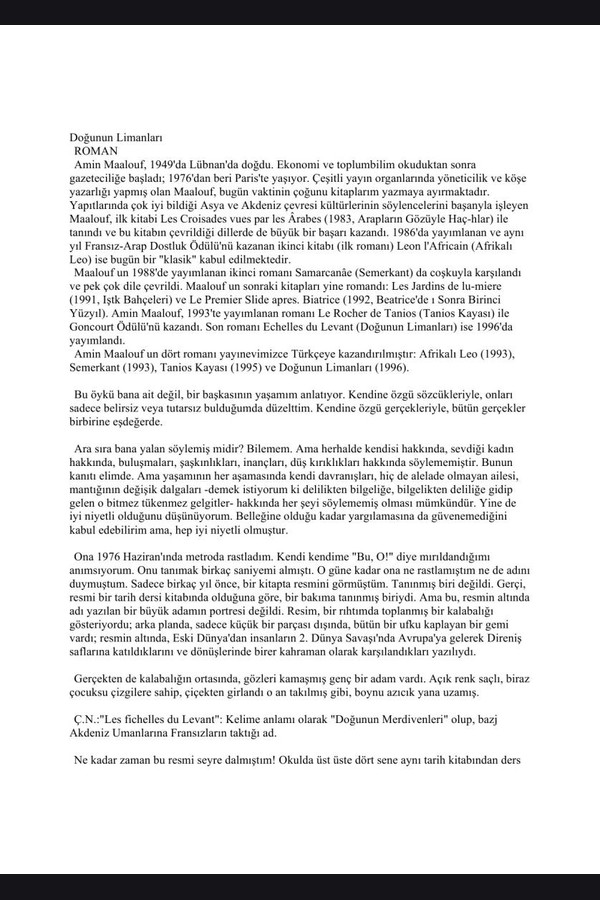 Doğunun Limanları
ROMAN
Amin Maalouf, 1949'da Lübnan'da doğdu. Ekonomi ve toplumbilim okuduktan sonra
gazeteciliğe başladı; 1976'dan beri Paris'te yaşıyor. Çeşitli yayın organlarında yöneticilik ve köşe
yazarlığı yapmış olan Maalouf, bugün vaktinin çoğunu kitaplarım yazmaya ayırmaktadır.
Yapıtlarında çok iyi bildiği Asya ve Akdeniz çevresi kültürlerinin söylencelerini başanyla işleyen
Maalouf, ilk kitabi Les Croisades vues par les Ârabes (1983, Arapların Gözüyle Haç-hlar) ile
tanındı ve bu kitabın çevrildiği dillerde de büyük bir başarı kazandı. 1986'da yayımlanan ve aynı
yıl Fransız-Arap Dostluk Ödülü'nü kazanan ikinci kitabı (ilk romanı) Leon l'Africain (Afrikalı
Leo) ise bugün bir "klasik" kabul edilmektedir.
Maalouf un 1988'de yayımlanan ikinci romanı Samarcanâe (Semerkant) da coşkuyla karşılandı
ve pek çok dile çevrildi. Maalouf un sonraki kitapları yine romandı: Les Jardins de lu-miere
(1991, Iştk Bahçeleri) ve Le Premier Slide apres. Biatrice (1992, Beatrice'de ı Sonra Birinci
Yüzyıl). Amin Maalouf, 1993'te yayımlanan romanı Le Rocher de Tanios (Tanios Kayası) ile
Goncourt Ödülü'nü kazandı. Son romanı Echelles du Levant (Doğunun Limanları) ise 1996'da
yayımlandı.
Amin Maalouf un dört romanı yayınevimizce Türkçeye kazandırılmıştır: Afrikalı Leo (1993),
Semerkant (1993), Tanios Kayası (1995) ve Doğunun Limanları (1996).
Bu öykü bana ait değil, bir başkasının yaşamım anlatıyor. Kendine özgü sözcükleriyle, onları
sadece belirsiz veya tutarsız bulduğumda düzelttim. Kendine özgü gerçekleriyle, bütün gerçekler
birbirine eşdeğerde.
Ara sıra bana yalan söylemiş midir? Bilemem. Ama herhalde kendisi hakkında, sevdiği kadın
hakkında, buluşmaları, şaşkınlıkları, inançları, düş kırıklıkları hakkında söylememiştir. Bunun
kanıtı elimde. Ama yaşamının her aşamasında kendi davranışları, hiç de alelade olmayan ailesi,
mantığının değişik dalgaları -demek istiyorum ki delilikten bilgeliğe, bilgelikten deliliğe gidip
gelen o bitmez tükenmez gelgitler- hakkında her şeyi söylememiş olması mümkündür. Yine de
iyi niyetli olduğunu düşünüyorum. Belleğine olduğu kadar yargılamasına da güvenemediğini
kabul edebilirim ama, hep iyi niyetli olmuştur.
Ona 1976 Haziran'ında metroda rastladım. Kendi kendime "Bu, O!" diye mırıldandığımı
anımsıyorum. Onu tanımak birkaç saniyemi almıştı. O güne kadar ona ne rastlamıştım ne de adını
duymuştum. Sadece birkaç yıl önce, bir kitapta resmini görmüştüm. Tanınmış biri değildi. Gerçi,
resmi bir tarih dersi kitabında olduğuna göre, bir bakıma tanınmış biriydi. Ama bu, resmin altında
adı yazılan bir büyük adamın portresi değildi. Resim, bir rıhtımda toplanmış bir kalabalığı
gösteriyordu; arka planda, sadece küçük bir parçası dışında, bütün bir ufku kaplayan bir gemi
vardı; resmin altında, Eski Dünya'dan insanların 2. Dünya Savaşı'nda Avrupa'ya gelerek Direniş
saflarına katıldıklarını ve dönüşlerinde birer kahraman olarak karşılandıkları yazılıydı.
Gerçekten de kalabalığın ortasında, gözleri kamaşmış genç bir adam vardı. Açık renk saçlı, biraz
çocuksu çizgilere sahip, çiçekten girlandı o an takılmış gibi, boynu azıcık yana uzamış.
Ç.N.:"Les fichelles du Levant": Kelime anlamı olarak "Doğunun Merdivenleri" olup, bazj
Akdeniz Umanlarına Fransızların taktığı ad.
Ne kadar zaman bu resmi seyre dalmıştım! Okulda üst üste dört sene aynı tarih kitabından ders